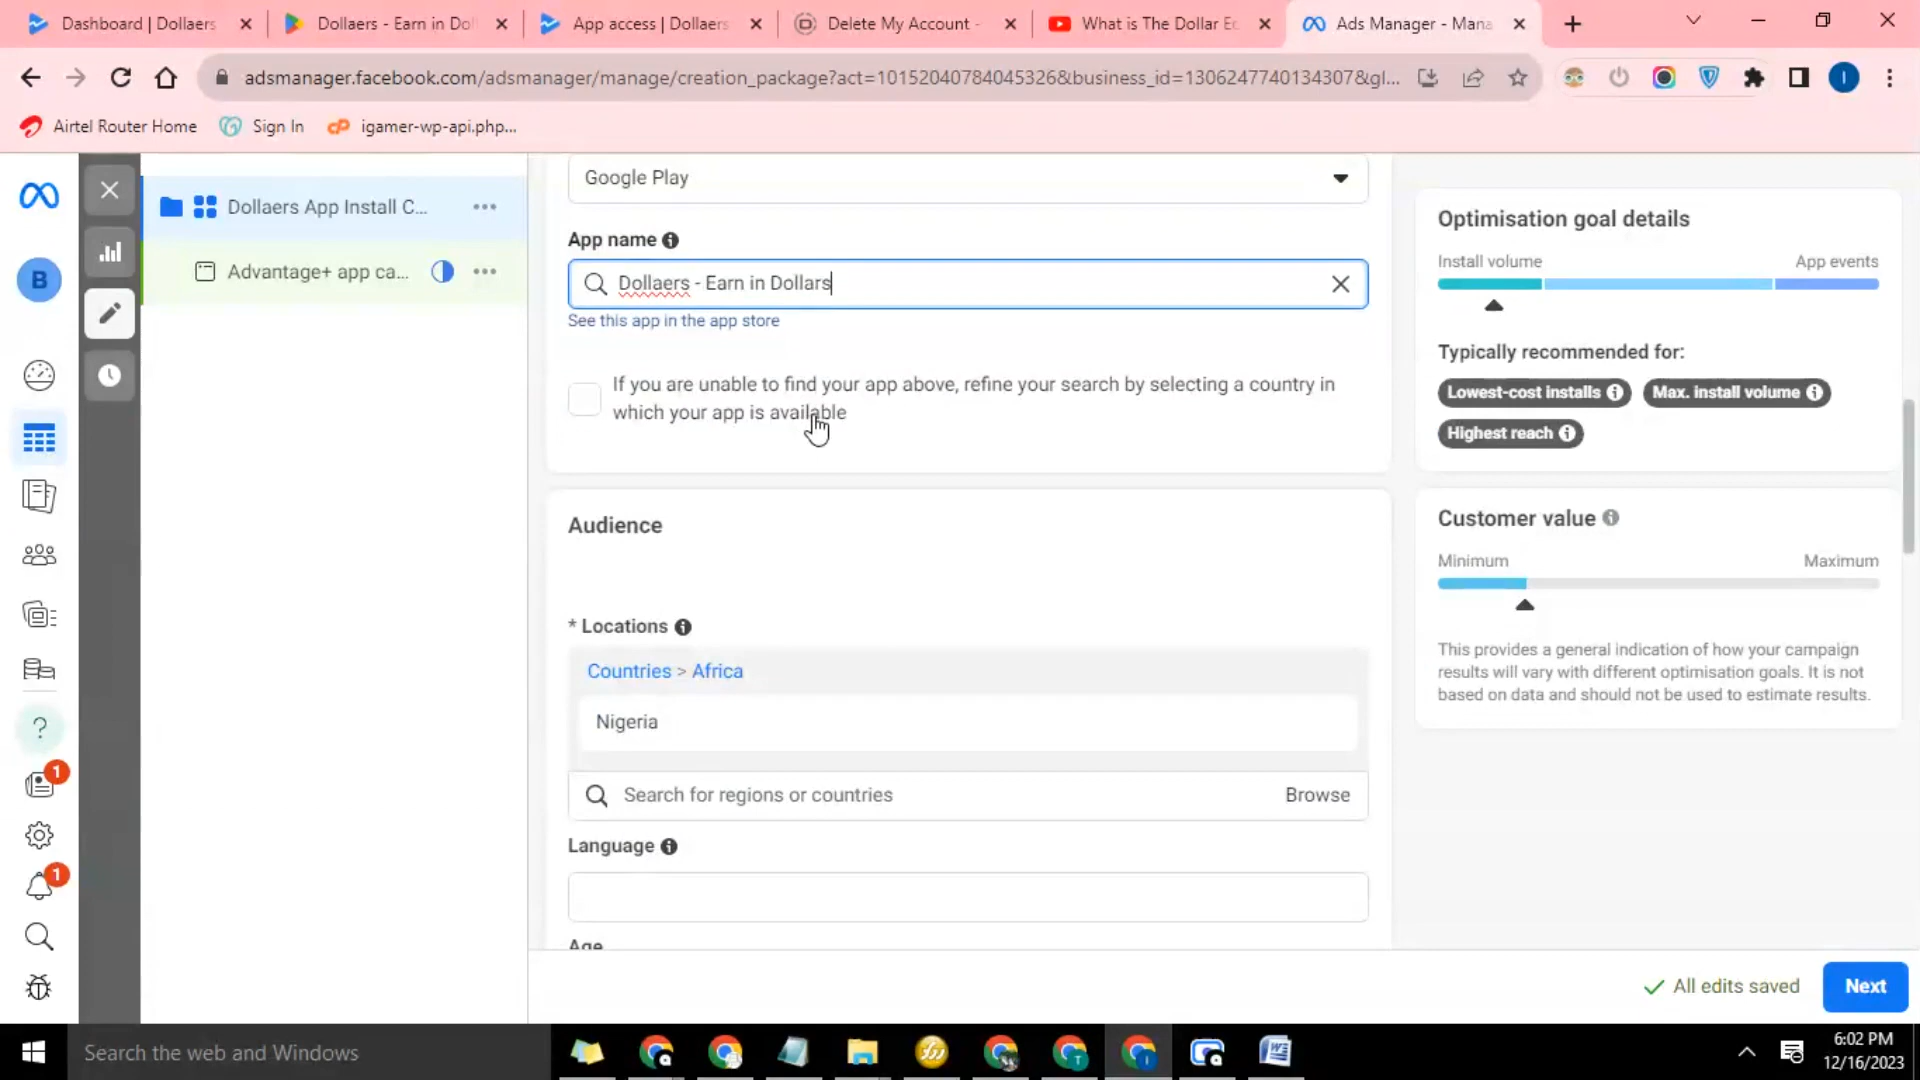 Dashboard | Dollaers
Dollaers - Earn in Dol
App access | Dollaers
Delete My Account -
What is The Dollar Ec
Ads Manager - Mana
adsmanager.facebook.com/adsmanager/manage/creation_package?act=10152040784045326&business_id=1306247740134307&gl...
I
Airtel Router Home
Sign In
cP
igamer-wp-api.php...
Google Play
Dollaers App Install C...
App name
B
Advantage+ app ca...
Dollaers - Earn in Dollars
See this app in the app store
If you are unable to find your app above, refine your search by selecting a country in
which your app is available
Audience
* Locations
Countries > Africa
Nigeria
Search for regions or countries
Browse
Language
Age
Optimisation goal details
Install volume
App events
Typically recommended for:
Lowest-cost installs
Max. install volume
Highest reach
Customer value
Minimum
Maximum
This provides a general indication of how your campaign
results will vary with different optimisation goals. It is not
based on data and should not be used to estimate results.
?
1
1
All edits saved
Next
Search the web and Windows
6:02 PM
12/16/2023